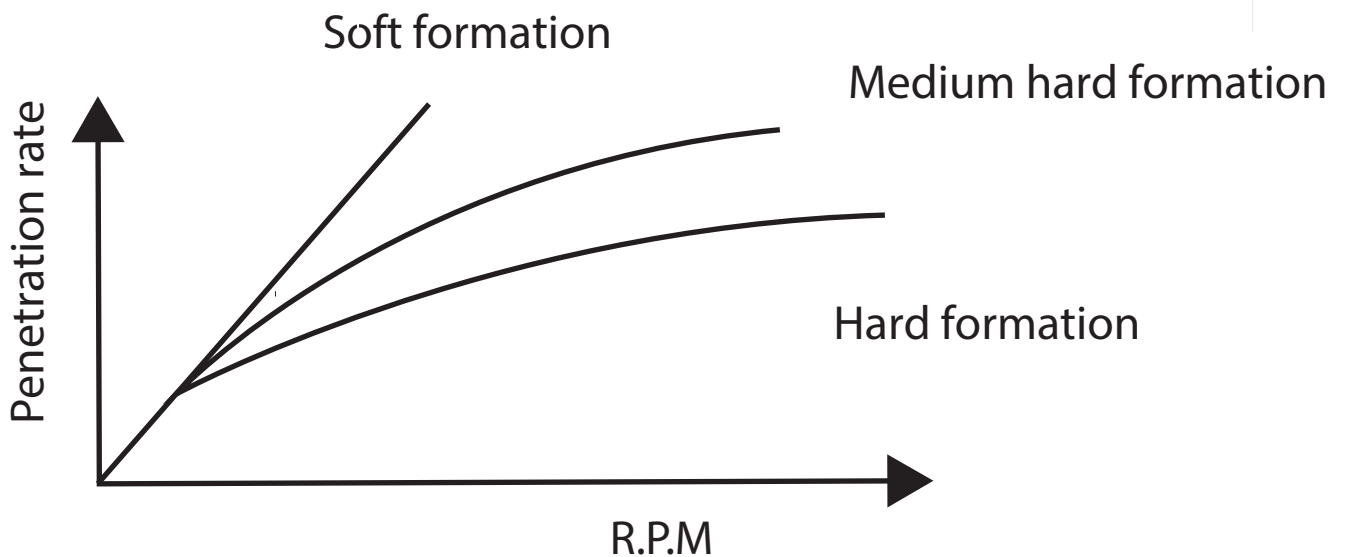 Soft formation
Medium hard formation
Penetration rate
Hard formation
R.P.M